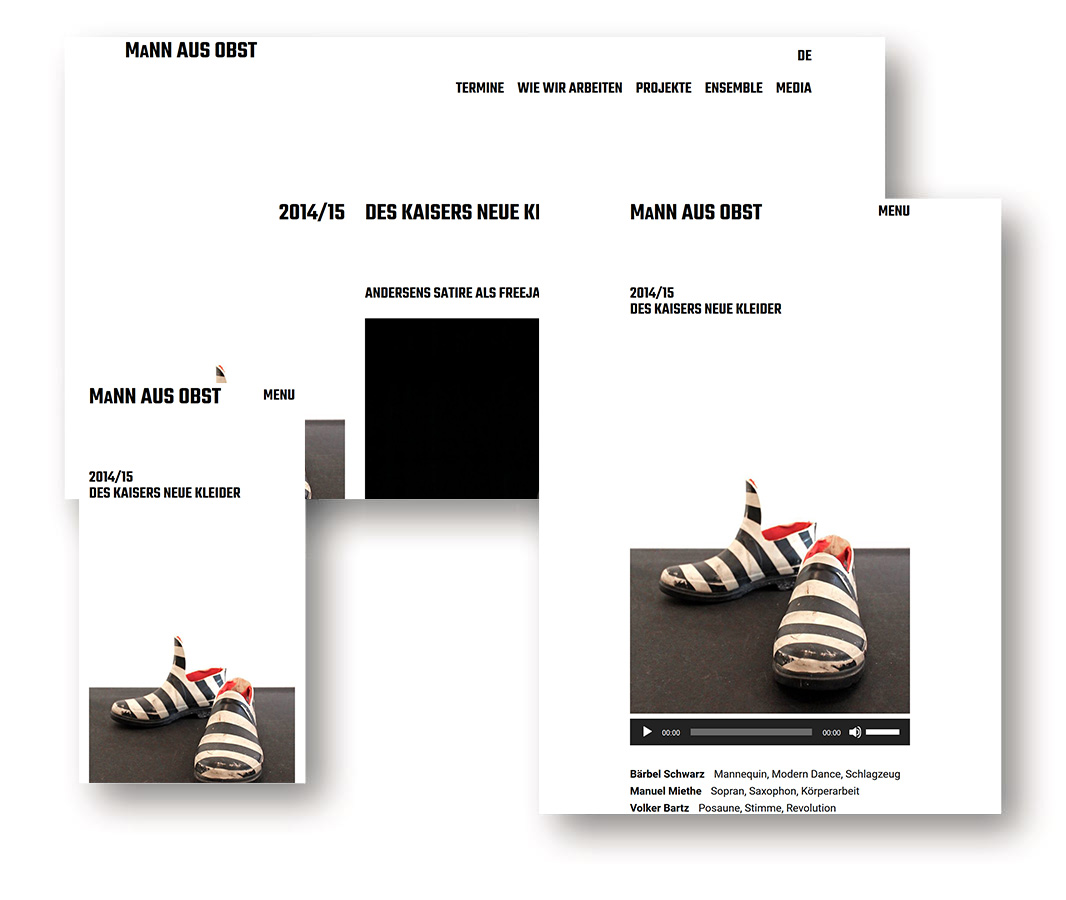 MaNN AUS OBST
DE
TERMINE WIE WIR ARBEITEN PROJEKTE ENSEMBLE MEDIA
2014/15 DES KAISERS NEUE KL
ANDERSENS SATIRE ALS FREEJA
MaNN AUS OBST MENU
2014/15
DES KAISERS NEUE KLEIDER
MaNN AUS OBST MENU
2014/15
DES KAISERS NEUE KLEIDER
00:00 00:00
Bärbel Schwarz Mannequin, Modern Dance, Schlagzeug
Manuel Miethe Sopran, Saxophon, Körperarbeit
Volker Bartz Posaune, Stimme, Revolution